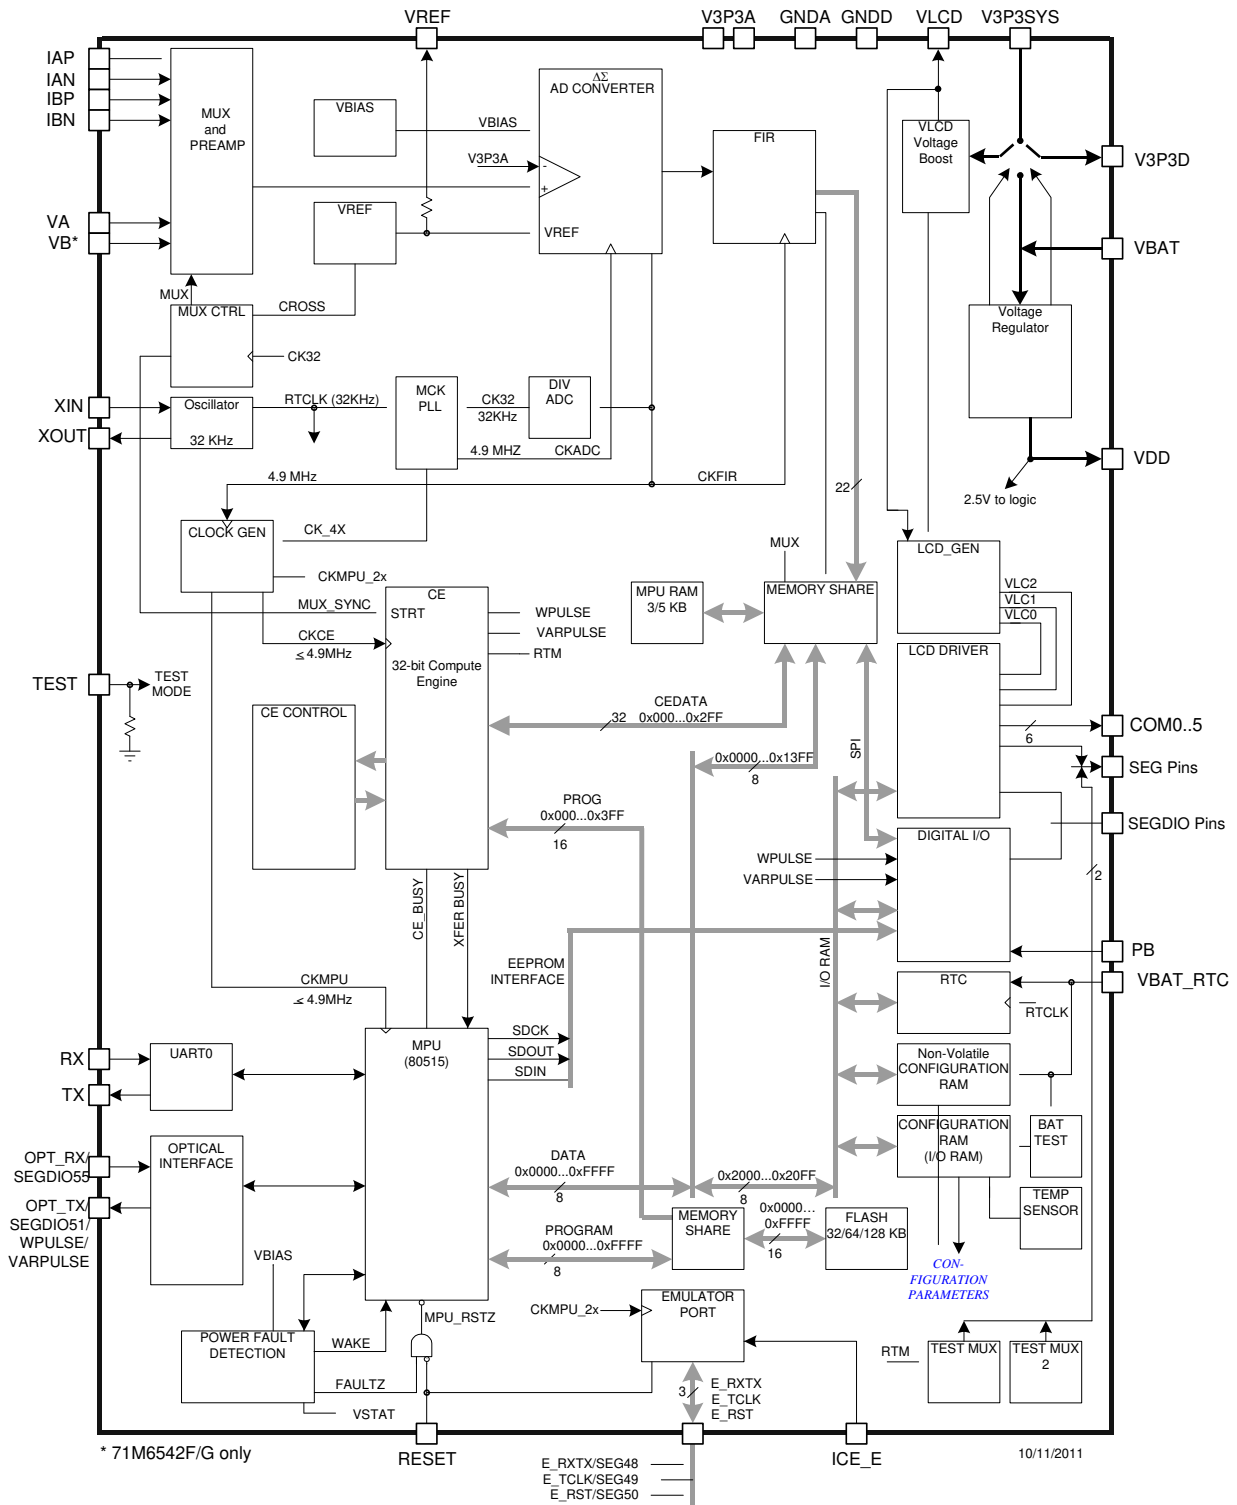 VREF
V3P3A
GNDA
GNDD
VLCD
V3P3SYS
IAP
IAN
IBP
IBN
VA
VB*
MUX
and
PREAMP
VBIAS
VBIAS
V3P3A
VREF
ΔΣ
AD CONVERTER
-
+
VREF
FIR
VLCD
Voltage
Boost
V3P3D
VBAT
MUX
MUX CTRL
CROSS
CK32
Voltage
Regulator
XIN
XOUT
Oscillator
32 KHz
RTCLK (32KHz)
MCK
PLL
CK32
32KHz
DIV
ADC
4.9 MHZ
CKADC
4.9 MHz
CKFIR
22
VDD
2.5V to logic
CLOCK GEN
CK_4X
CKMPU_2x
MUX_SYNC
CKCE
≤ 4.9MHz
CE
STRT
32-bit Compute
Engine
WPULSE
VARPULSE
RTM
MUX
MPU RAM
3/5 KB
MEMORY SHARE
LCD_GEN
VLC2
VLC1
VLC0
LCD DRIVER
TEST
TEST
MODE
CE CONTROL
CEDATA
32 0x000...0x2FF
0x0000...0x13FF
8
SPI
6
COM0..5
SEG Pins
SEGDIO Pins
PROG
0x000...0x3FF
16
DIGITAL I/O
WPULSE
VARPULSE
2
CE_BUSY
XFER BUSY
EEPROM
INTERFACE
I/O RAM
PB
VBAT_RTC
CKMPU
≤ 4.9MHz
RTC
RTCLK
RX
TX
UART0
MPU
(80515)
SDCK
SDOUT
SDIN
Non-Volatile
CONFIGURATION
RAM
CONFIGURATION
RAM
(I/O RAM)
BAT
TEST
TEMP
SENSOR
OPT_RX/
SEGDIO55
OPT_TX/
SEGDIO51/
WPULSE/
VARPULSE
OPTICAL
INTERFACE
DATA
0x0000...0xFFFF
8
0x2000...0x20FF
8
MEMORY
SHARE
0x0000...
0xFFFF
16
FLASH
32/64/128 KB
PROGRAM
0x0000...0xFFFF
8
VBIAS
CON-
FIGURATION
PARAMETERS
MPU_RSTZ
CKMPU_2x
EMULATOR
PORT
POWER FAULT
DETECTION
WAKE
FAULTZ
VSTAT
3
E_RXTX
E_TCLK
E_RST
RTM
TEST MUX
TEST MUX
2
* 71M6542F/G only
RESET
ICE_E
10/11/2011
E_RXTX/SEG48
E_TCLK/SEG49
E_RST/SEG50